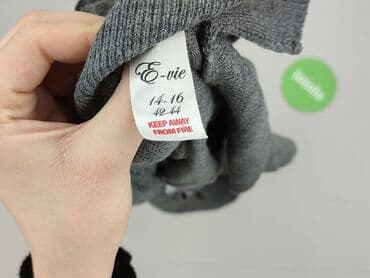 E-vie
14-16
42-44
KEEP AWAY
FROM FIRE